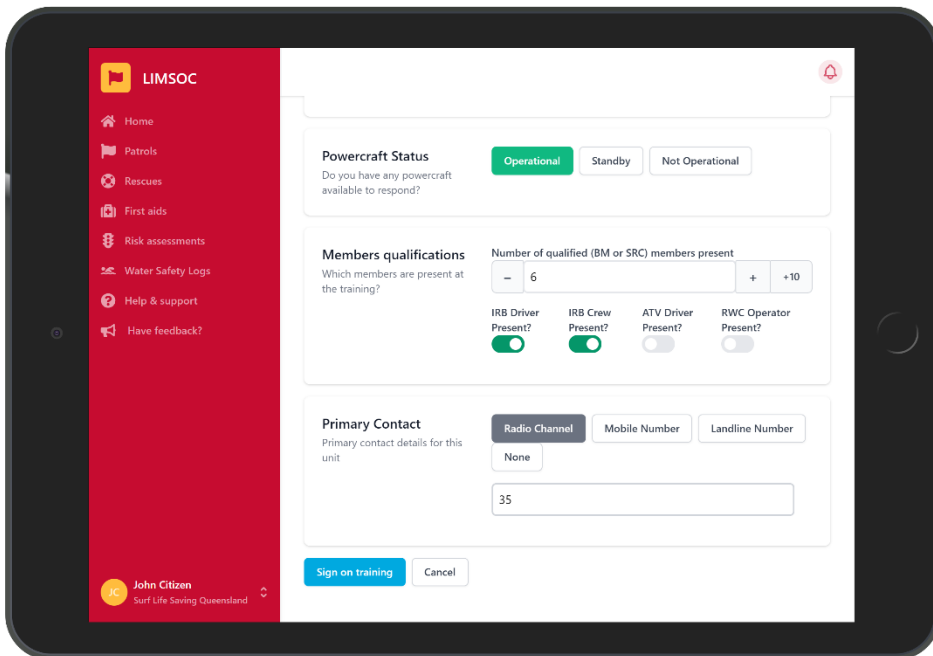 LIMSOC
Home
Patrols
Rescues
First aids
Risk assessments
Water Safety Logs
Help & support
Have feedback?
JC
John Citizen
Surf Life Saving Queensland
Powercraft Status
Do you have any powercraft
available to respond?
Operational
Standby
Not Operational
Members qualifications
Which members are present at
the training?
Number of qualified (BM or SRC) members present
− 6 + +10
IRB Driver
Present?
IRB Crew
Present?
ATV Driver
Present?
RWC Operator
Present?
Primary Contact
Primary contact details for this
unit
Radio Channel
Mobile Number
Landline Number
None
35
Sign on training
Cancel